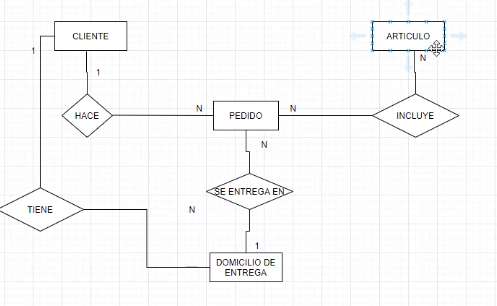 CLIENTE
ARTICULO
1
1
N
HACE
N
PEDIDO
N
INCLUYE
N
SE ENTREGA EN
TIENE
N
1
DOMICILIO DE
ENTREGA